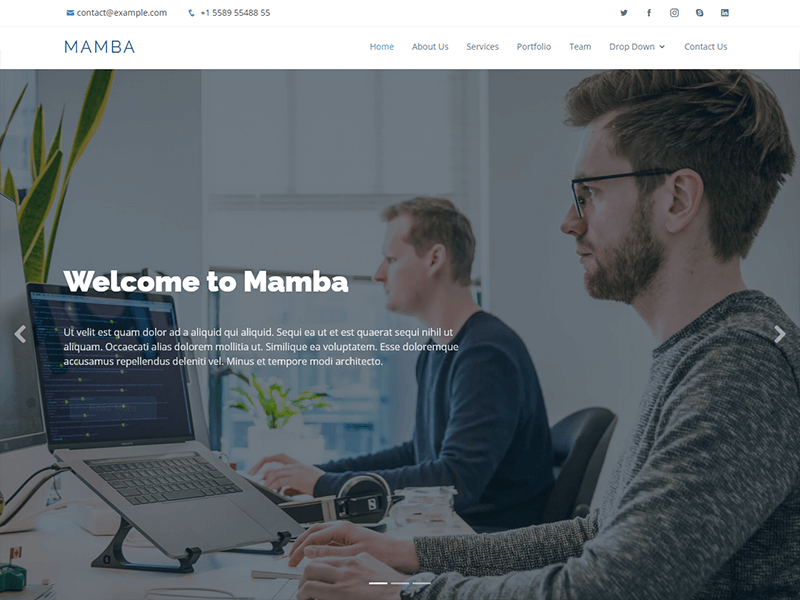 contact@example.com +1 5589 55488 55
MAMBA Home About Us Services Portfolio Team Drop Down Contact Us
Welcome to Mamba
Ut velit est quam dolor ad a aliquid qui aliquid. Sequi ea ut et est quaerat sequi nihil ut
aliquam. Occaecati alias dolorem mollitia ut. Similique ea voluptatem. Esse doloremque
accusamus repellendus deleniti vel. Minus et tempore modi architecto.